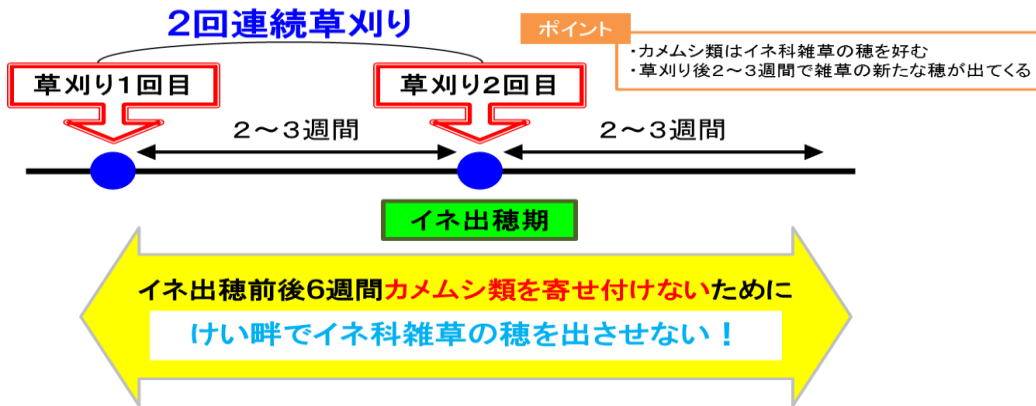 2回連続草刈り
ポイント
・カメムシ類はイネ科雑草の穂を好む
・草刈り後2～3週間で雑草の新たな穂が出てくる
草刈り1回目
草刈り2回目
2～3週間
2～3週間
イネ出穂期
イネ出穂前後6週間カメムシ類を寄せ付けないために
けい畔でイネ科雑草の穂を出させない！